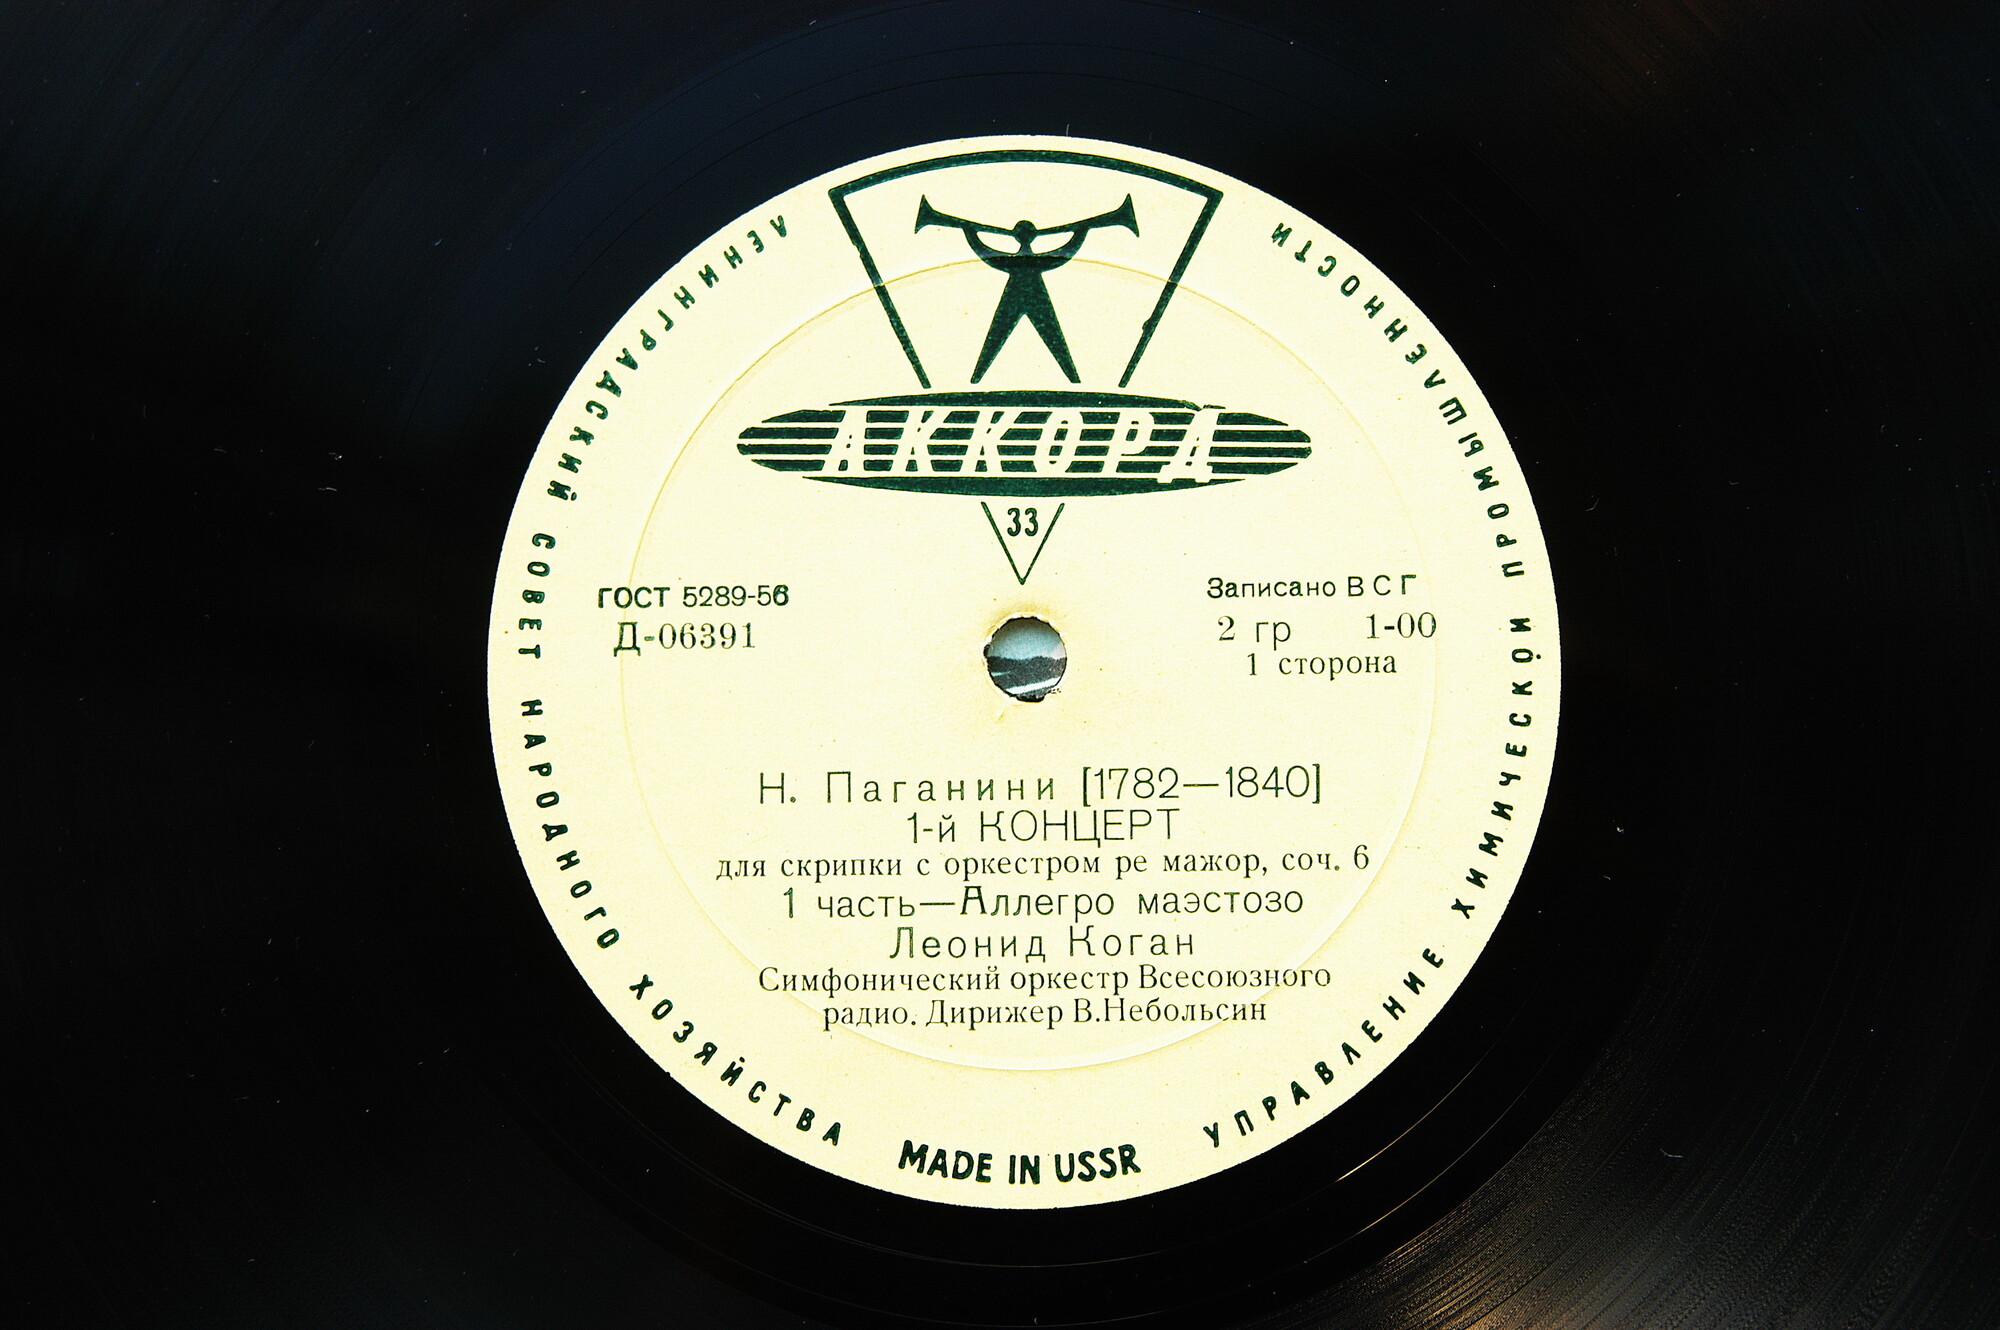 ЛЕНИНГРАДСКИЙ СОВЕТ НАРОДНОГО ХОЗЯЙСТВА
УПРАВЛЕНИЕ ХИМИЧЕСКОЙ ПРОМЫШЛЕННОСТИ
АККОРД
33
ГОСТ 5289-56
Д-06391
Записано ВСГ
2 гр 1-00
1 сторона
Н. Паганини [1782—1840]
1-й КОНЦЕРТ
для скрипки с оркестром ре мажор, соч. 6
1 часть—Аллегро маэстозо
Леонид Коган
Симфонический оркестр Всесоюзного
радио. Дирижер В.Небольсин
MADE IN USSR